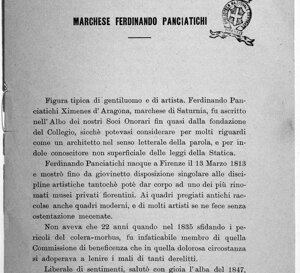 MARCHESE FERDINANDO PANCIATICHI
Figura tipica di gentiluomo e di artista. Ferdinando Pan-
ciatichi Ximenes d'Aragona, marchese di Saturnia, fu ascritto
nell'Albo dei nostri Soci Onorari fin quasi dalla fondazione
del Collegio, sicchè potevasi considerare per molti riguardi
come un architetto nel senso letterale della parola, e per in-
dole conoscitore non superficiale delle leggi della Statica.
Ferdinando Panciatichi nacque a Firenze il 13 Marzo 1813
e mostrò fino da giovinetto disposizione singolare alle disci-
pline artistiche tantochè potè dar corpo ad uno dei più rino-
mati musei privati fiorentini. Ai quadri pregiati antichi rac-
colse anche quadri moderni, e di molti artisti se ne fece senza
ostentazione mecenate.
Non aveva che 22 anni quando nel 1835 sfidando i pe-
ricoli del colera-morbus, fu infaticabile membro di quella
Commissione di beneficenza che in quella dolorosa circostanza
si adoperava a lenire i mali di tanti derelitti.
Liberale di sentimenti, salutò con gioia l'alba del 1847,